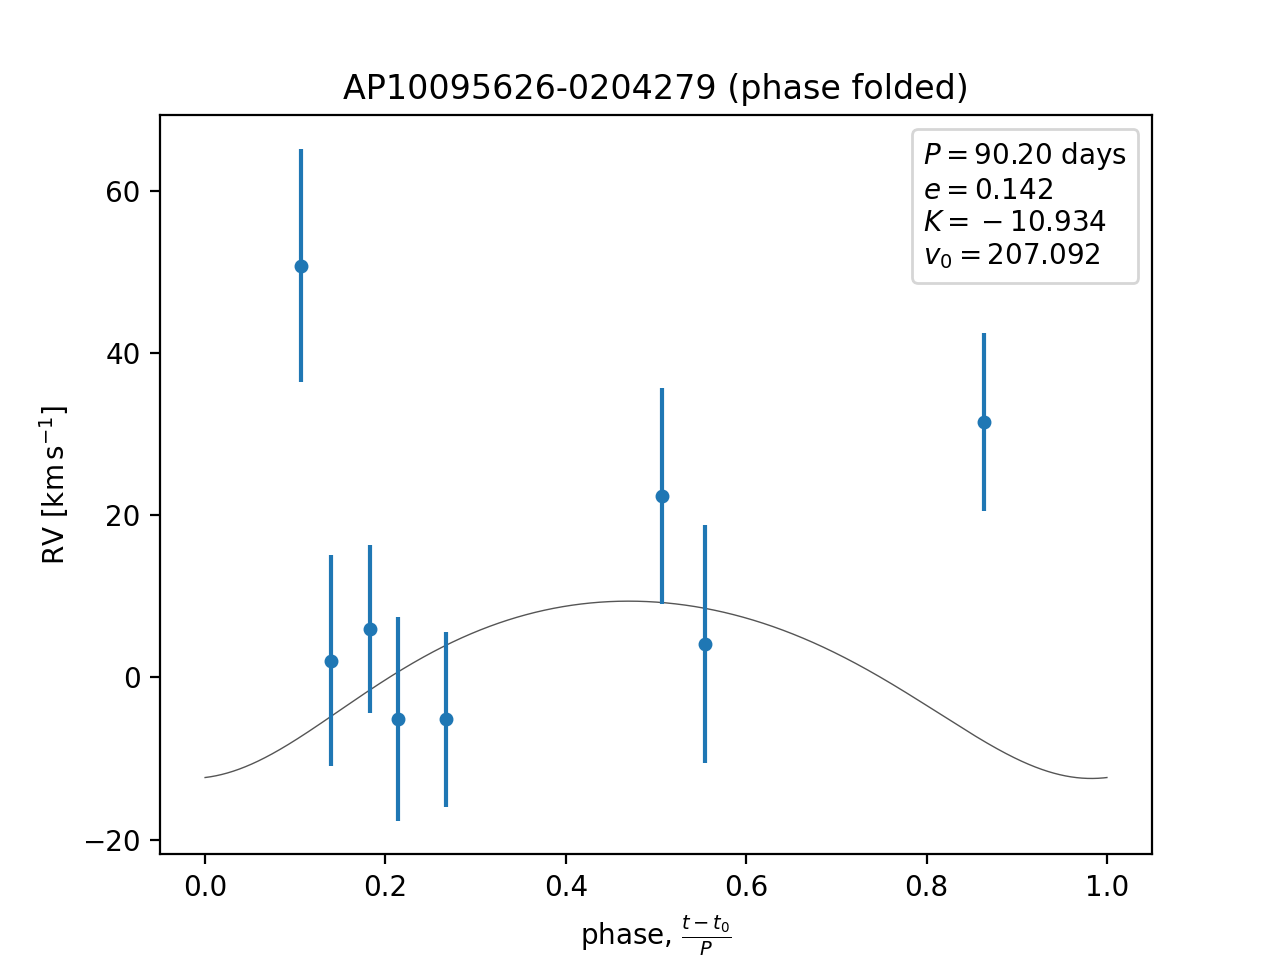 AP10095626-0204279 (phase folded)
P = 90.20 days
e = 0.142
K = −10.934
v₀ = 207.092
60
40
20
0
−20
RV [km s⁻¹]
0.0 0.2 0.4 0.6 0.8 1.0
phase, (t − t₀)/P